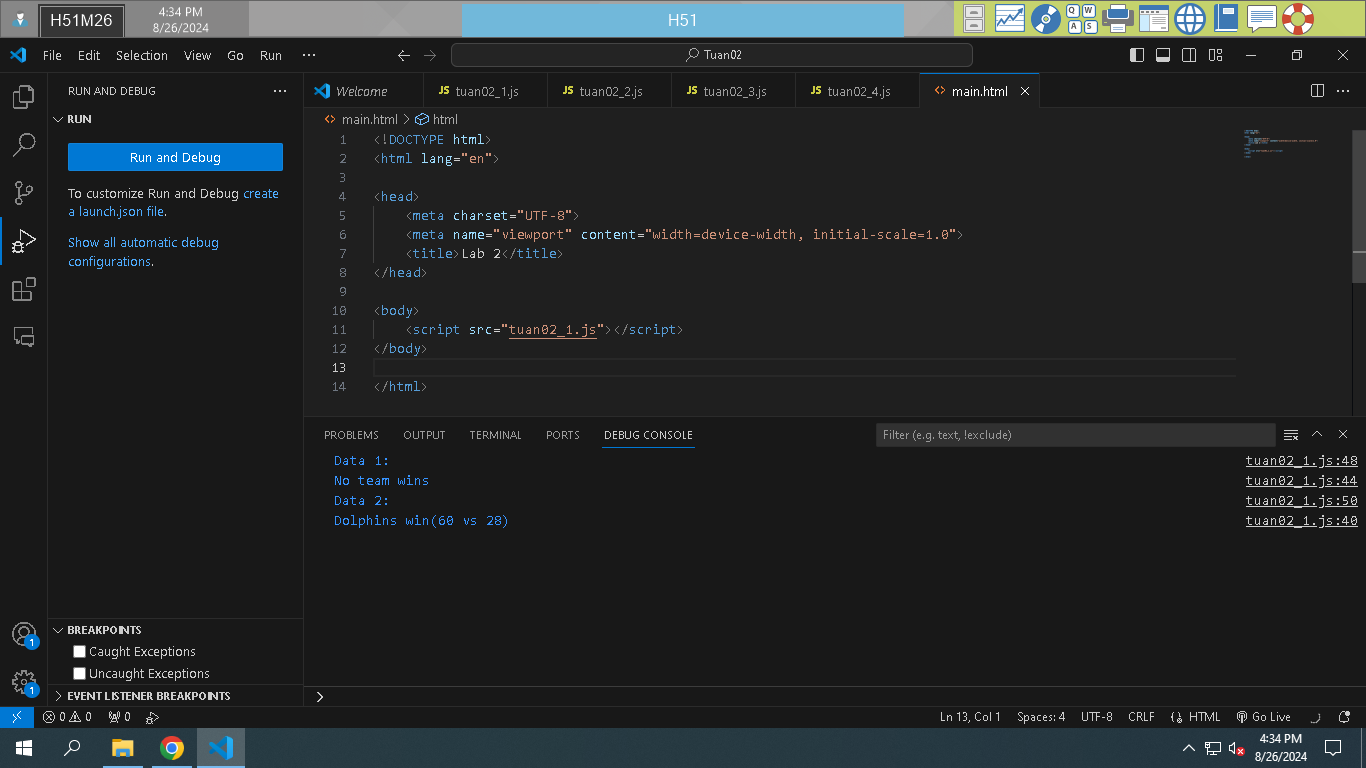 H51M26
4:34 PM
8/26/2024
H51
Q W
A S
File Edit Selection View Go Run ···
Tuan02
RUN AND DEBUG ···
RUN
Run and Debug
To customize Run and Debug create
a launch.json file.
Show all automatic debug
configurations.
Welcome
JS tuan02_1.js
JS tuan02_2.js
JS tuan02_3.js
JS tuan02_4.js
<> main.html
···
<> main.html > html
1 <!DOCTYPE html>
2 <html lang="en">
3
4 <head>
5 <meta charset="UTF-8">
6 <meta name="viewport" content="width=device-width, initial-scale=1.0">
7 <title>Lab 2</title>
8 </head>
9
10 <body>
11 <script src="tuan02_1.js"></script>
12 </body>
13
14 </html>
PROBLEMS OUTPUT TERMINAL PORTS DEBUG CONSOLE Filter (e.g. text, !exclude)
Data 1: tuan02_1.js:48
No team wins tuan02_1.js:44
Data 2: tuan02_1.js:50
Dolphins win(60 vs 28) tuan02_1.js:40
1
1
BREAKPOINTS
Caught Exceptions
Uncaught Exceptions
EVENT LISTENER BREAKPOINTS
0 0 0 Ln 13, Col 1 Spaces: 4 UTF-8 CRLF HTML Go Live
4:34 PM
8/26/2024